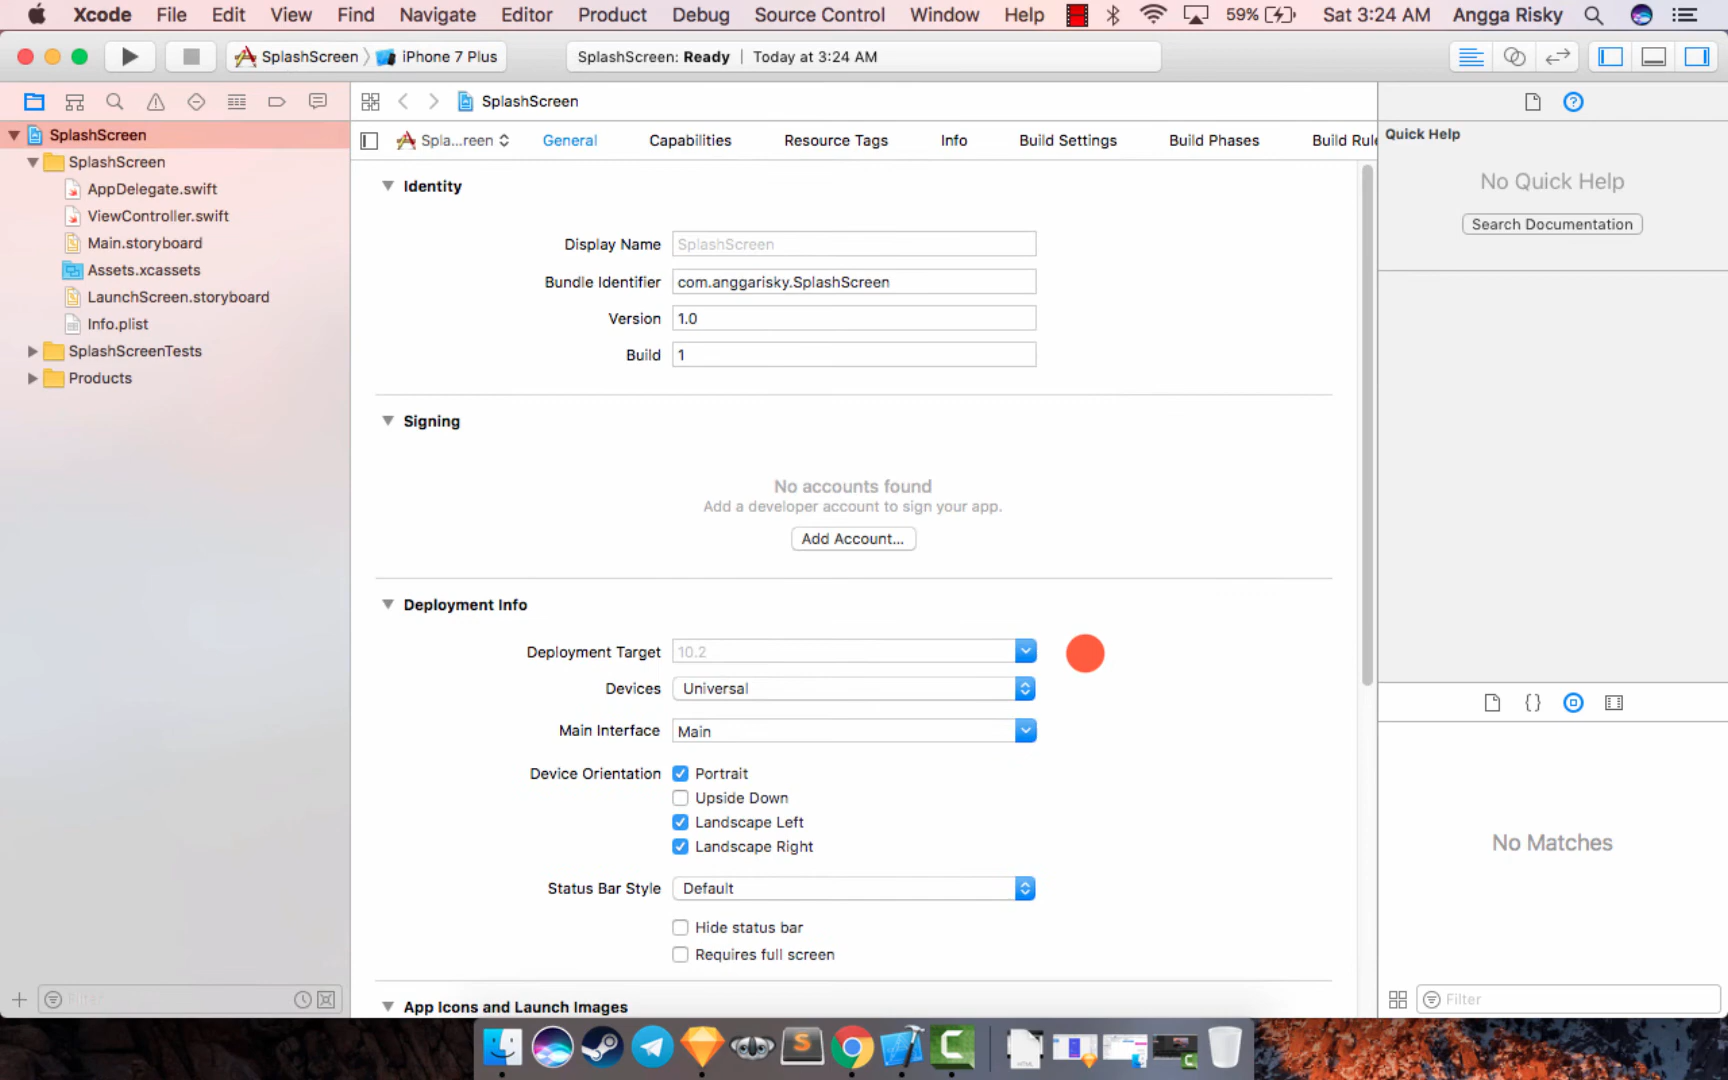 Xcode File Edit View Find Navigate Editor Product Debug Source Control Window Help 59% Sat 3:24 AM Angga Risky
SplashScreen iPhone 7 Plus SplashScreen: Ready Today at 3:24 AM
SplashScreen
Spla...reen General Capabilities Resource Tags Info Build Settings Build Phases Build Rule
SplashScreen
SplashScreen
AppDelegate.swift
ViewController.swift
Main.storyboard
Assets.xcassets
LaunchScreen.storyboard
Info.plist
SplashScreenTests
Products
Filter
Identity
Display Name SplashScreen
Bundle Identifier com.anggarisky.SplashScreen
Version 1.0
Build 1
Signing
No accounts found
Add a developer account to sign your app.
Add Account...
Deployment Info
Deployment Target 10.2
Devices Universal
Main Interface Main
Device Orientation Portrait
Upside Down
Landscape Left
Landscape Right
Status Bar Style Default
Hide status bar
Requires full screen
App Icons and Launch Images
Quick Help
No Quick Help
Search Documentation
No Matches
Filter